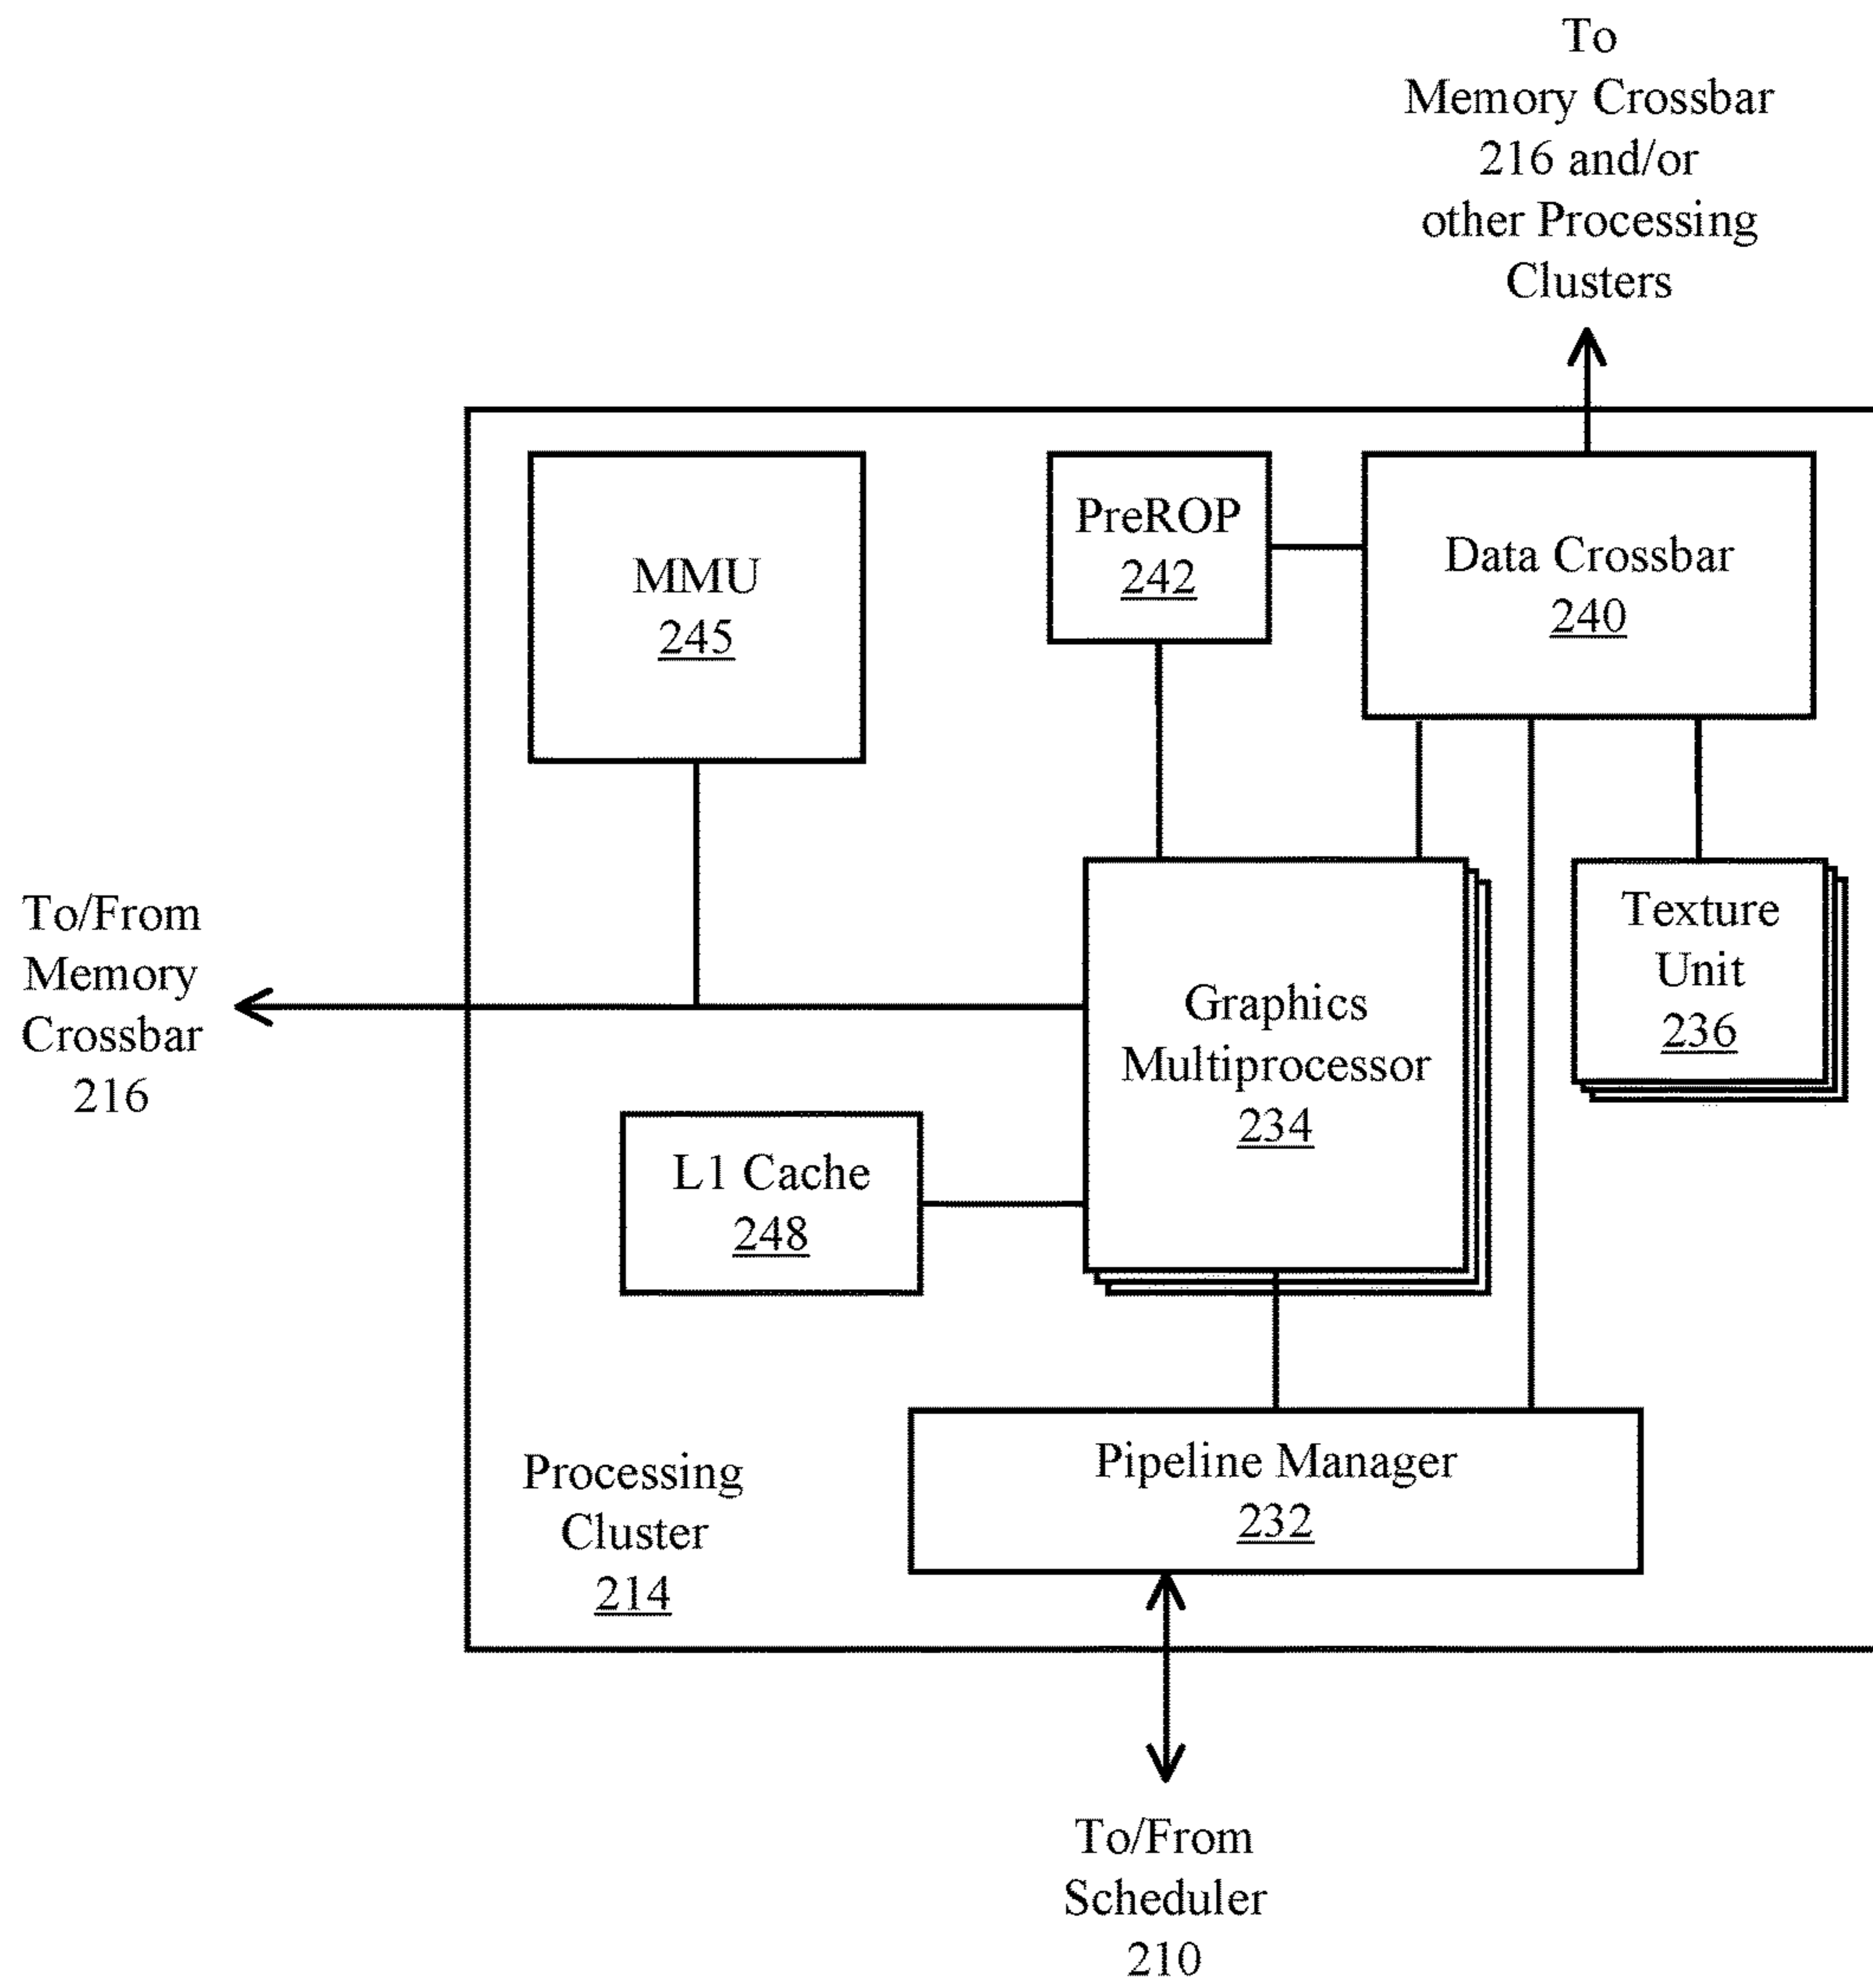 To
Memory Crossbar
216 and/or
other Processing
Clusters
MMU
245
PreROP
242
Data Crossbar
240
To/From
Memory
Crossbar
216
Graphics
Multiprocessor
234
Texture
Unit
236
L1 Cache
248
Pipeline Manager
232
Processing
Cluster
214
To/From
Scheduler
210